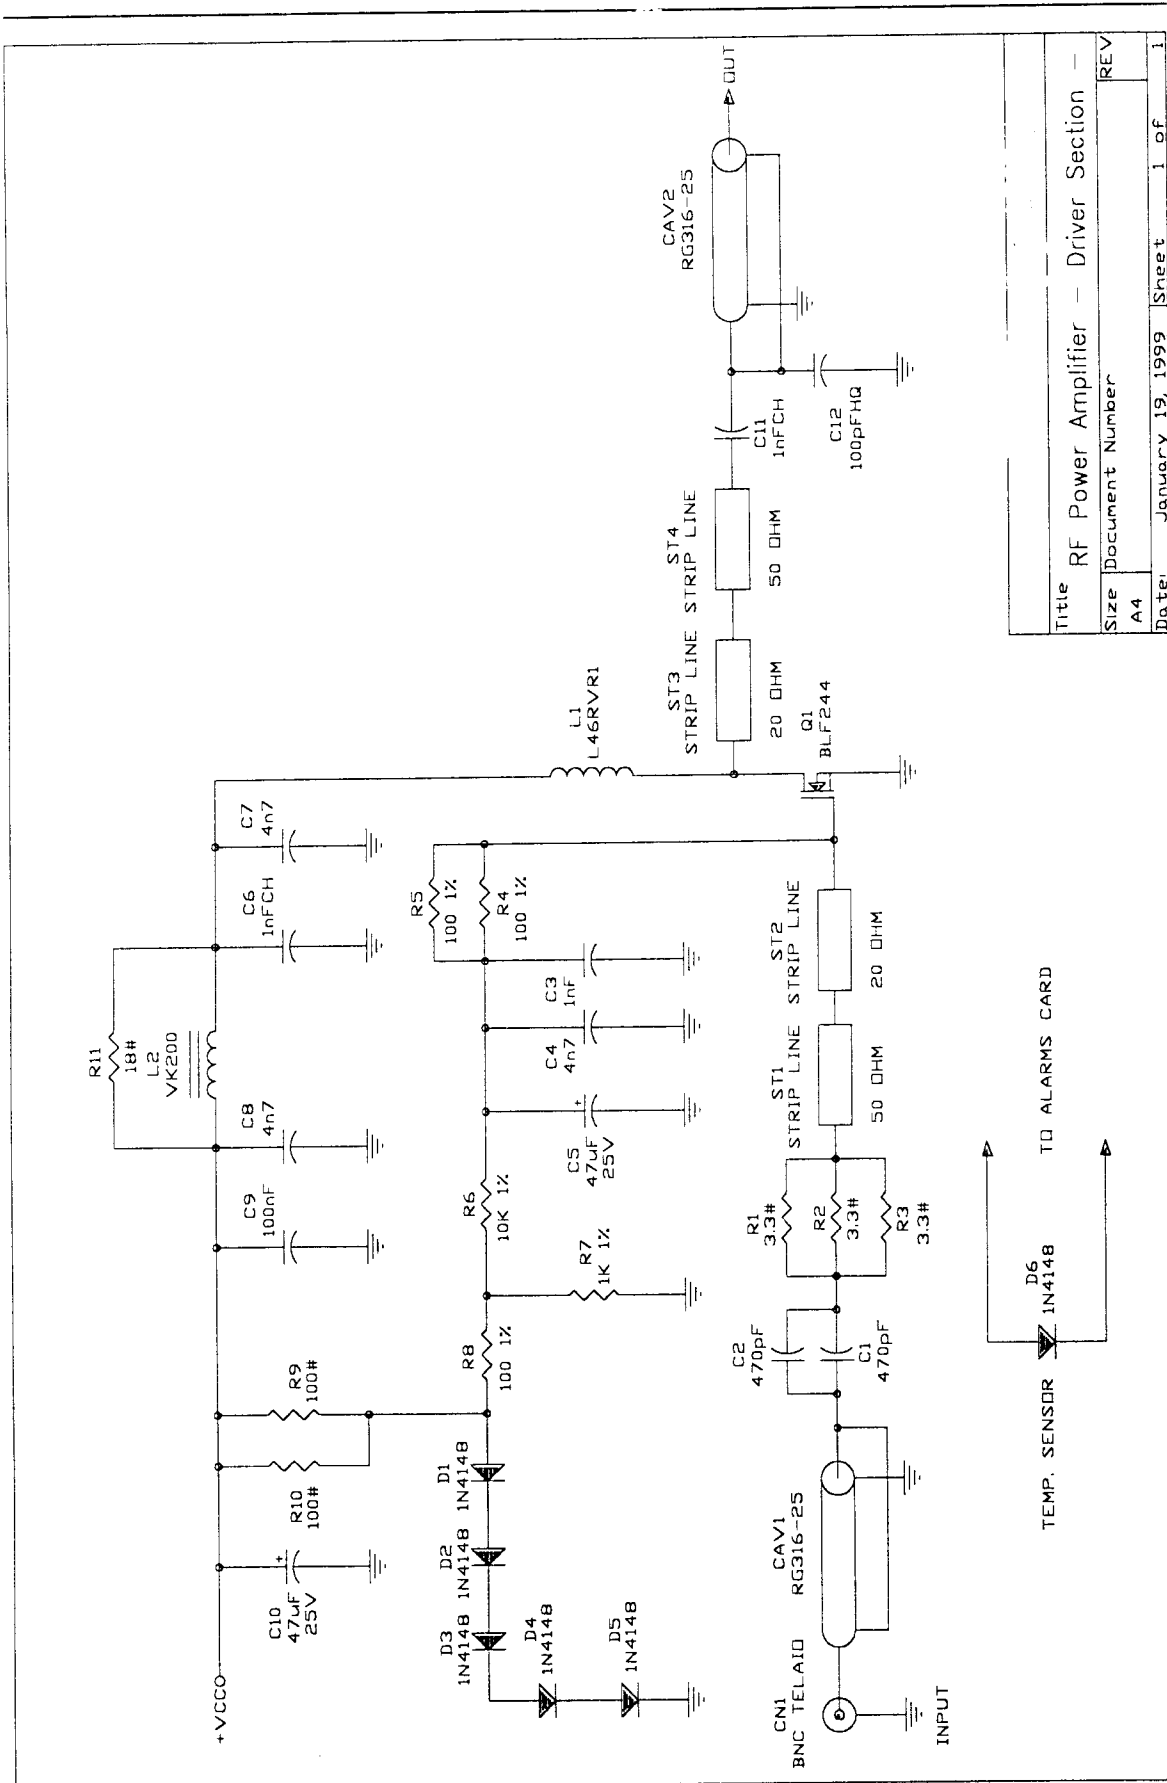 R11
18#
L2
VK200
C10
47uF
25V
+
+VCCO
R10
100#
R9
100#
C9
100nF
C8
4n7
C6
1nFCH
C7
4n7
L1
L46RVR1
D3
1N4148
D2
1N4148
D1
1N4148
D4
1N4148
D5
1N4148
R8
100 1%
R7
1K 1%
R6
10K 1%
C5
47uF
25V
+
C4
4n7
C3
1nF
R5
100 1%
R4
100 1%
CN1
BNC TELAIO
INPUT
CAV1
RG316-25
C2
470pF
C1
470pF
R1
3.3#
R2
3.3#
R3
3.3#
ST1
STRIP LINE
50 OHM
ST2
STRIP LINE
20 OHM
Q1
BLF244
ST3
STRIP LINE
20 OHM
ST4
STRIP LINE
50 OHM
C11
1nFCH
C12
100pFHQ
CAV2
RG316-25
OUT
TEMP. SENSOR
D6
1N4148
TO ALARMS CARD
Title
RF Power Amplifier - Driver Section -
Size
Document Number
REV
A4
Date: January 19, 1999
Sheet 1 of 1